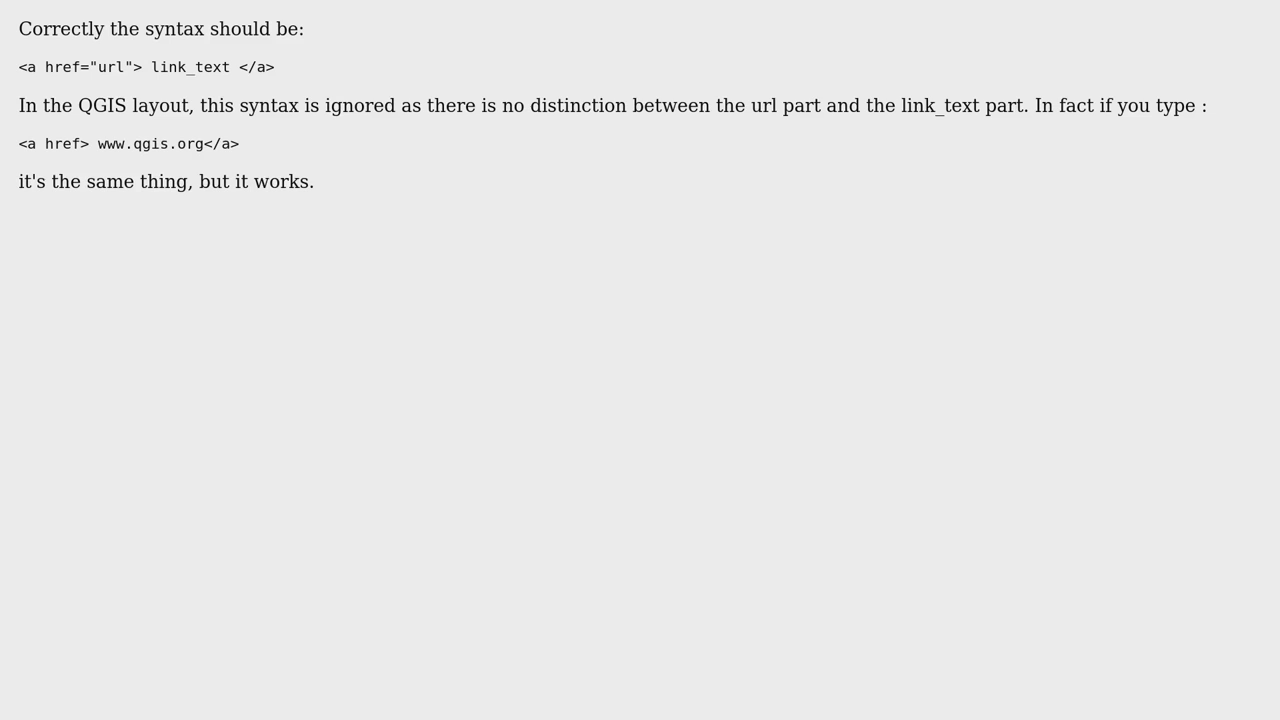 Correctly the syntax should be:
<a href="url"> link_text </a>
In the QGIS layout, this syntax is ignored as there is no distinction between the url part and the link_text part. In fact if you type :
<a href> www.qgis.org</a>
it's the same thing, but it works.